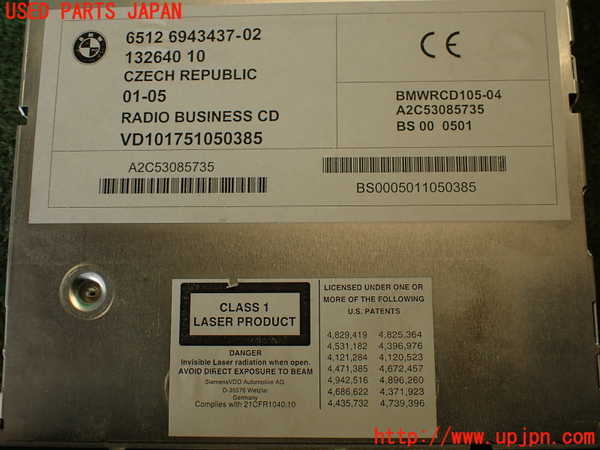 USED PARTS JAPAN
BMW
6512 6943437-02
132640 10
CZECH REPUBLIC
01-05
RADIO BUSINESS CD
VD101751050385
CE
BMWRCD105-04
A2C53085735
BS 00 0501
A2C53085735
BS0005011050385
CLASS 1
LASER PRODUCT
DANGER
Invisible Laser radiation when open.
AVOID DIRECT EXPOSURE TO BEAM
SiemensVDO Automotive AG
D-35576 Wetzlar
Germany
Complies with 21CFR1040.10
LICENSED UNDER ONE OR
MORE OF THE FOLLOWING
U.S. PATENTS
4,829,419 4,825,364
4,531,182 4,396,976
4,121,284 4,120,523
4,471,385 4,672,457
4,942,516 4,896,260
4,686,622 4,371,923
4,435,732 4,739,396
http://www.upjpn.com/